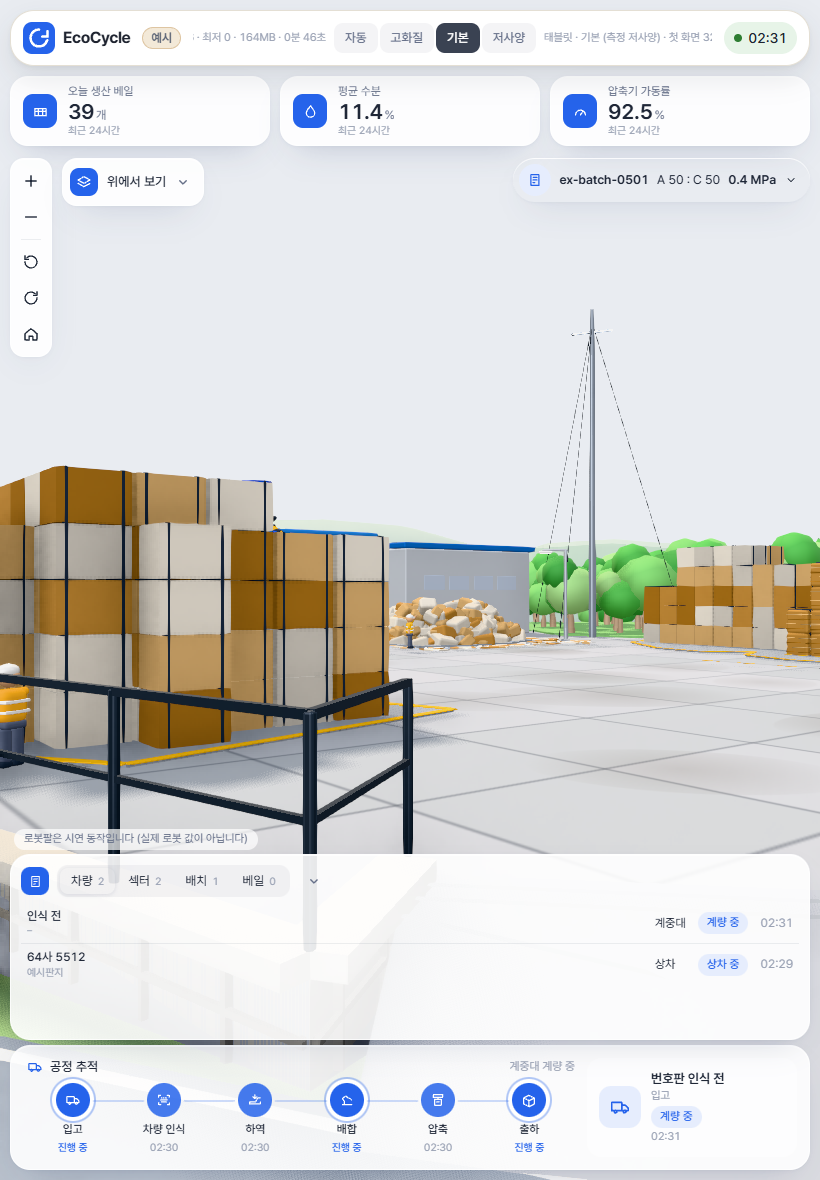 EcoCycle
예시
· 최저 0 · 164MB · 0분 46초
자동
고화질
기본
저사양
태블릿 · 기본 (측정 저사양) · 첫 화면
02:31
오늘 생산 베일
39개
최근 24시간
평균 수분
11.4%
최근 24시간
압축기 가동률
92.5%
최근 24시간
위에서 보기
ex-batch-0501 A 50 : C 50 0.4 MPa
로봇팔은 시연 동작입니다 (실제 로봇 값이 아닙니다)
차량 2
섹터 2
배치 1
베일 0
인식 전
–
계중대
계량 중
02:31
64사 5512
예시판지
상차
상차 중
02:29
공정 추적
계중대 계량 중
입고
진행 중
차량 인식
02:30
하역
02:30
배합
진행 중
압축
02:30
출하
진행 중
번호판 인식 전
입고
계량 중
02:31